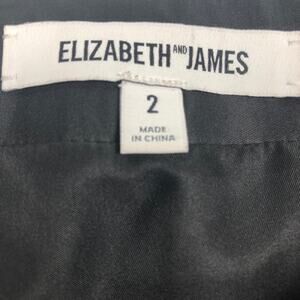 ELIZABETH AND JAMES
2
MADE
IN CHINA